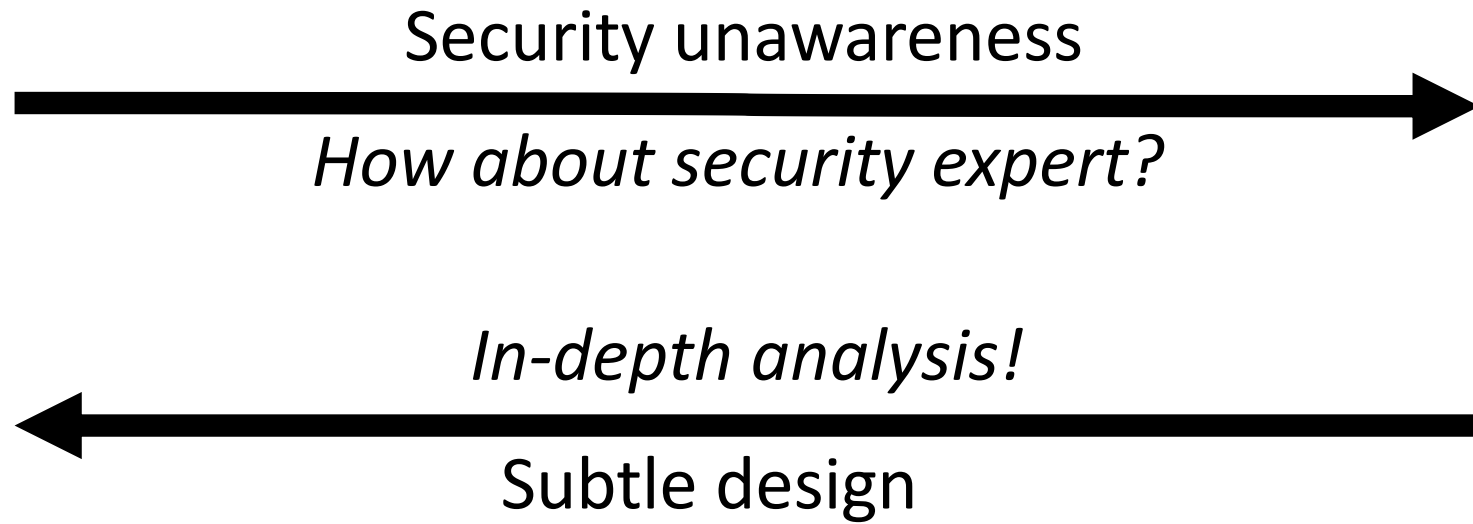 Security unawareness
How about security expert?
In-depth analysis!
Subtle design